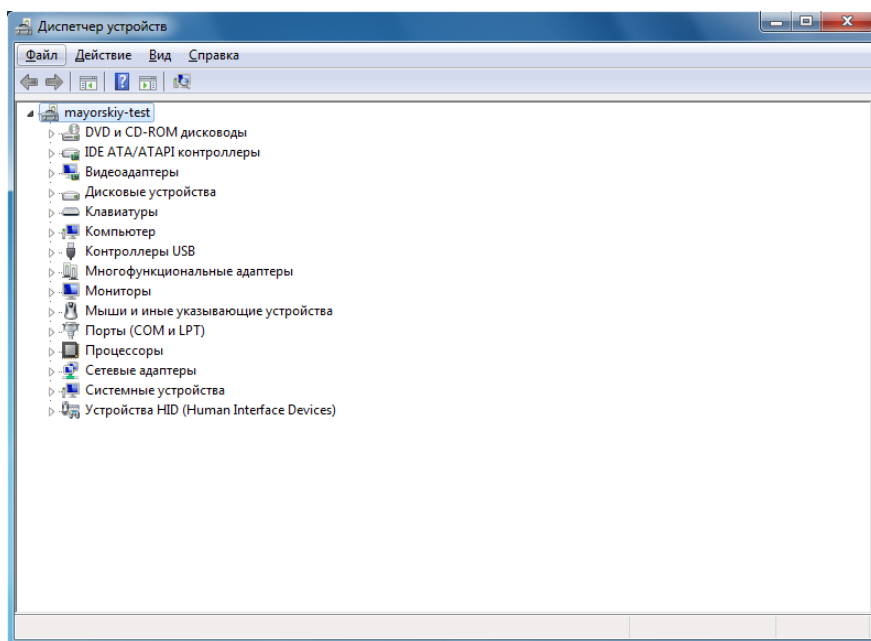 Диспетчер устройств
Файл Действие Вид Справка
mayorskiy-test
DVD и CD-ROM дисководы
IDE ATA/ATAPI контроллеры
Видеоадаптеры
Дисковые устройства
Клавиатуры
Компьютер
Контроллеры USB
Многофункциональные адаптеры
Мониторы
Мыши и иные указывающие устройства
Порты (COM и LPT)
Процессоры
Сетевые адаптеры
Системные устройства
Устройства HID (Human Interface Devices)